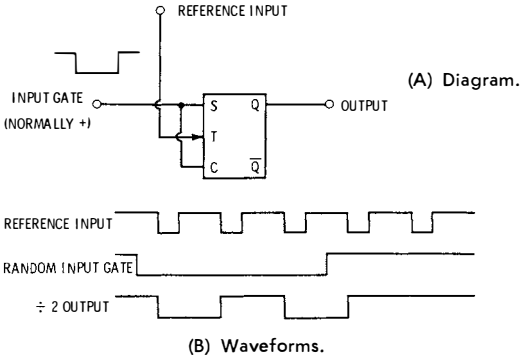 REFERENCE INPUT
(A) Diagram.
INPUT GATE
(NORMALLY +)
S Q
OUTPUT
T
C Q̅
REFERENCE INPUT
RANDOM INPUT GATE
÷ 2 OUTPUT
(B) Waveforms.